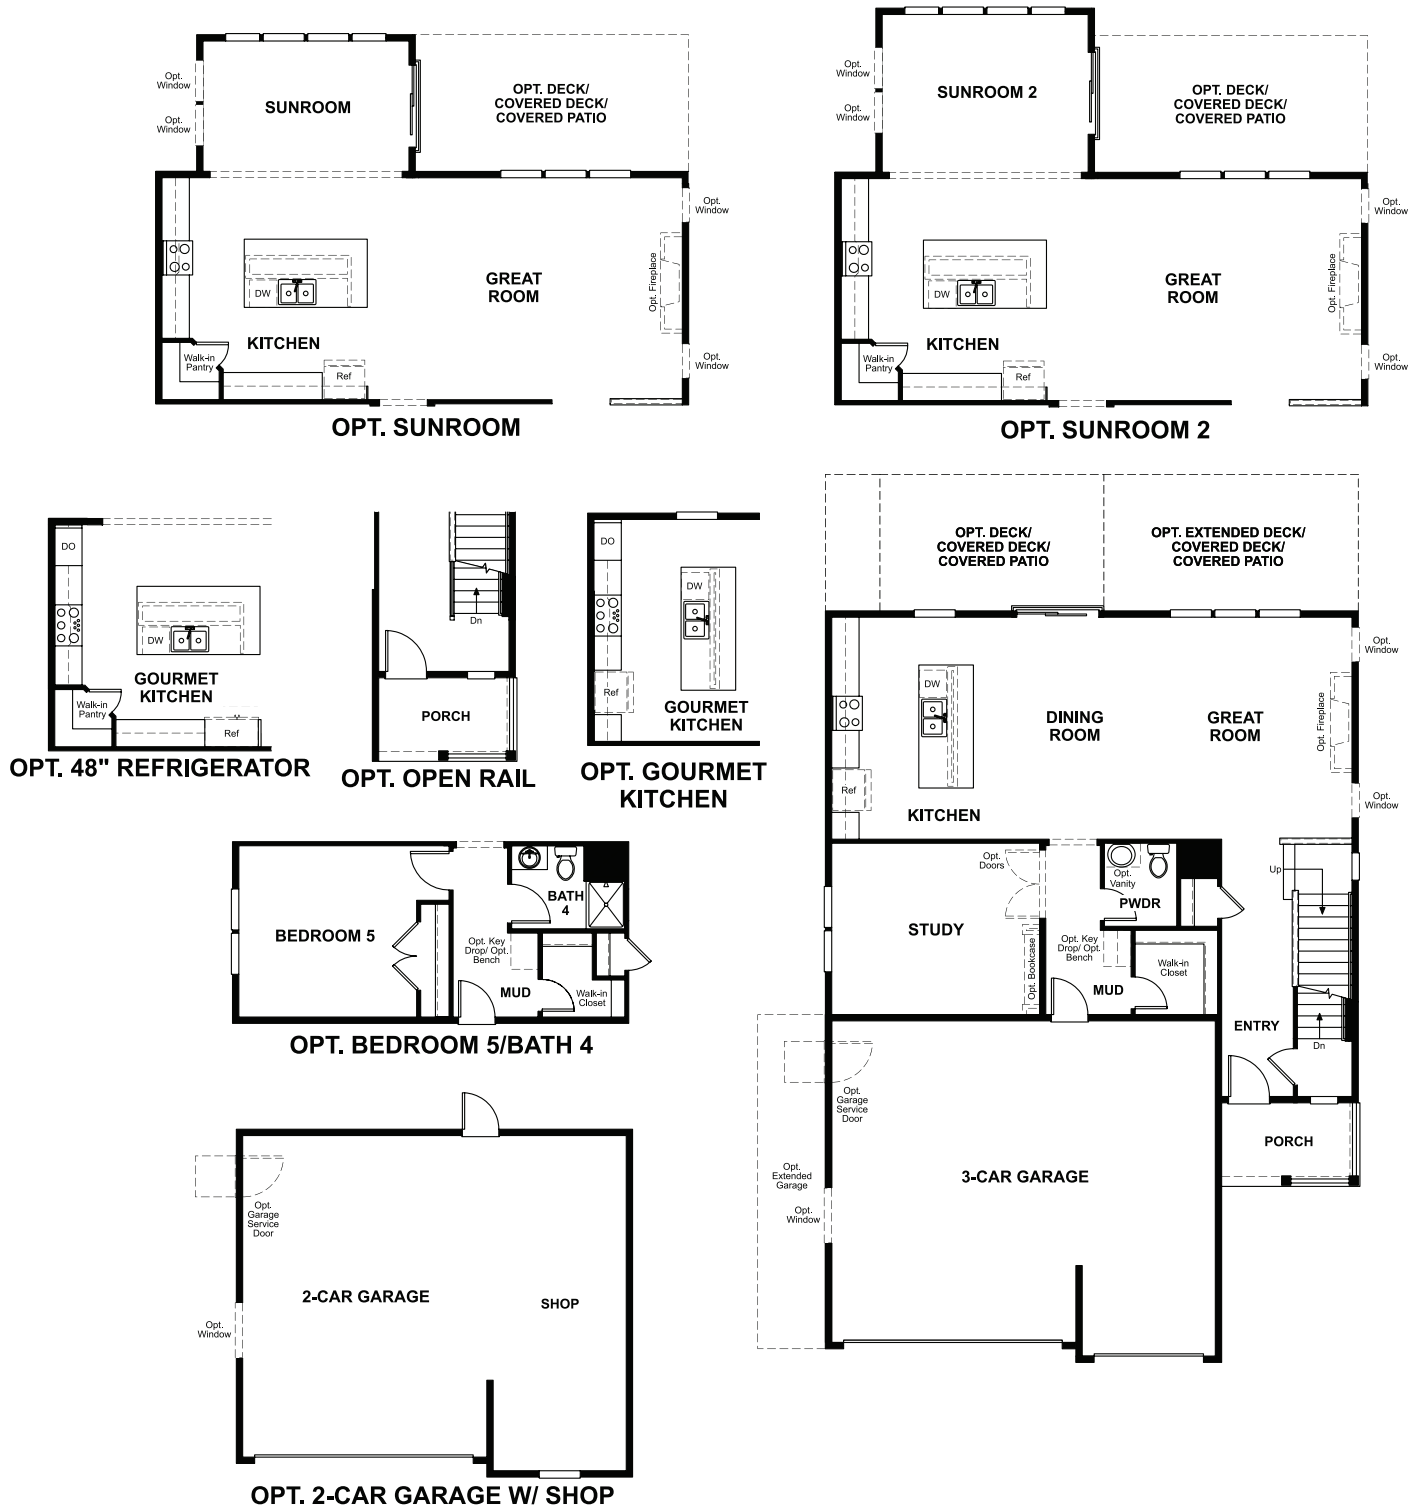 Opt.
Window
Opt.
Window
SUNROOM
OPT. DECK/
COVERED DECK/
COVERED PATIO
Opt.
Window
DW
GREAT
ROOM
Opt. Fireplace
KITCHEN
Walk-in
Pantry
Ref
Opt.
Window
OPT. SUNROOM
Opt.
Window
Opt.
Window
SUNROOM 2
OPT. DECK/
COVERED DECK/
COVERED PATIO
Opt.
Window
DW
GREAT
ROOM
Opt. Fireplace
KITCHEN
Walk-in
Pantry
Ref
Opt.
Window
OPT. SUNROOM 2
DO
DW
GOURMET
KITCHEN
Walk-in
Pantry
Ref
OPT. 48" REFRIGERATOR
Dn
PORCH
OPT. OPEN RAIL
DO
DW
Ref
GOURMET
KITCHEN
OPT. GOURMET
KITCHEN
OPT. DECK/
COVERED DECK/
COVERED PATIO
OPT. EXTENDED DECK/
COVERED DECK/
COVERED PATIO
Opt.
Window
DW
DINING
ROOM
GREAT
ROOM
Opt. Fireplace
Ref
KITCHEN
Opt.
Window
Opt.
Doors
Opt.
Vanity
PWDR
Up
STUDY
Opt. Bookcase
Opt. Key
Drop/ Opt.
Bench
MUD
Walk-in
Closet
ENTRY
Dn
Opt.
Garage
Service
Door
PORCH
3-CAR GARAGE
Opt.
Extended
Garage
Opt.
Window
BEDROOM 5
BATH
4
Opt. Key
Drop/ Opt.
Bench
MUD
Walk-in
Closet
OPT. BEDROOM 5/BATH 4
Opt.
Garage
Service
Door
2-CAR GARAGE
SHOP
Opt.
Window
OPT. 2-CAR GARAGE W/ SHOP